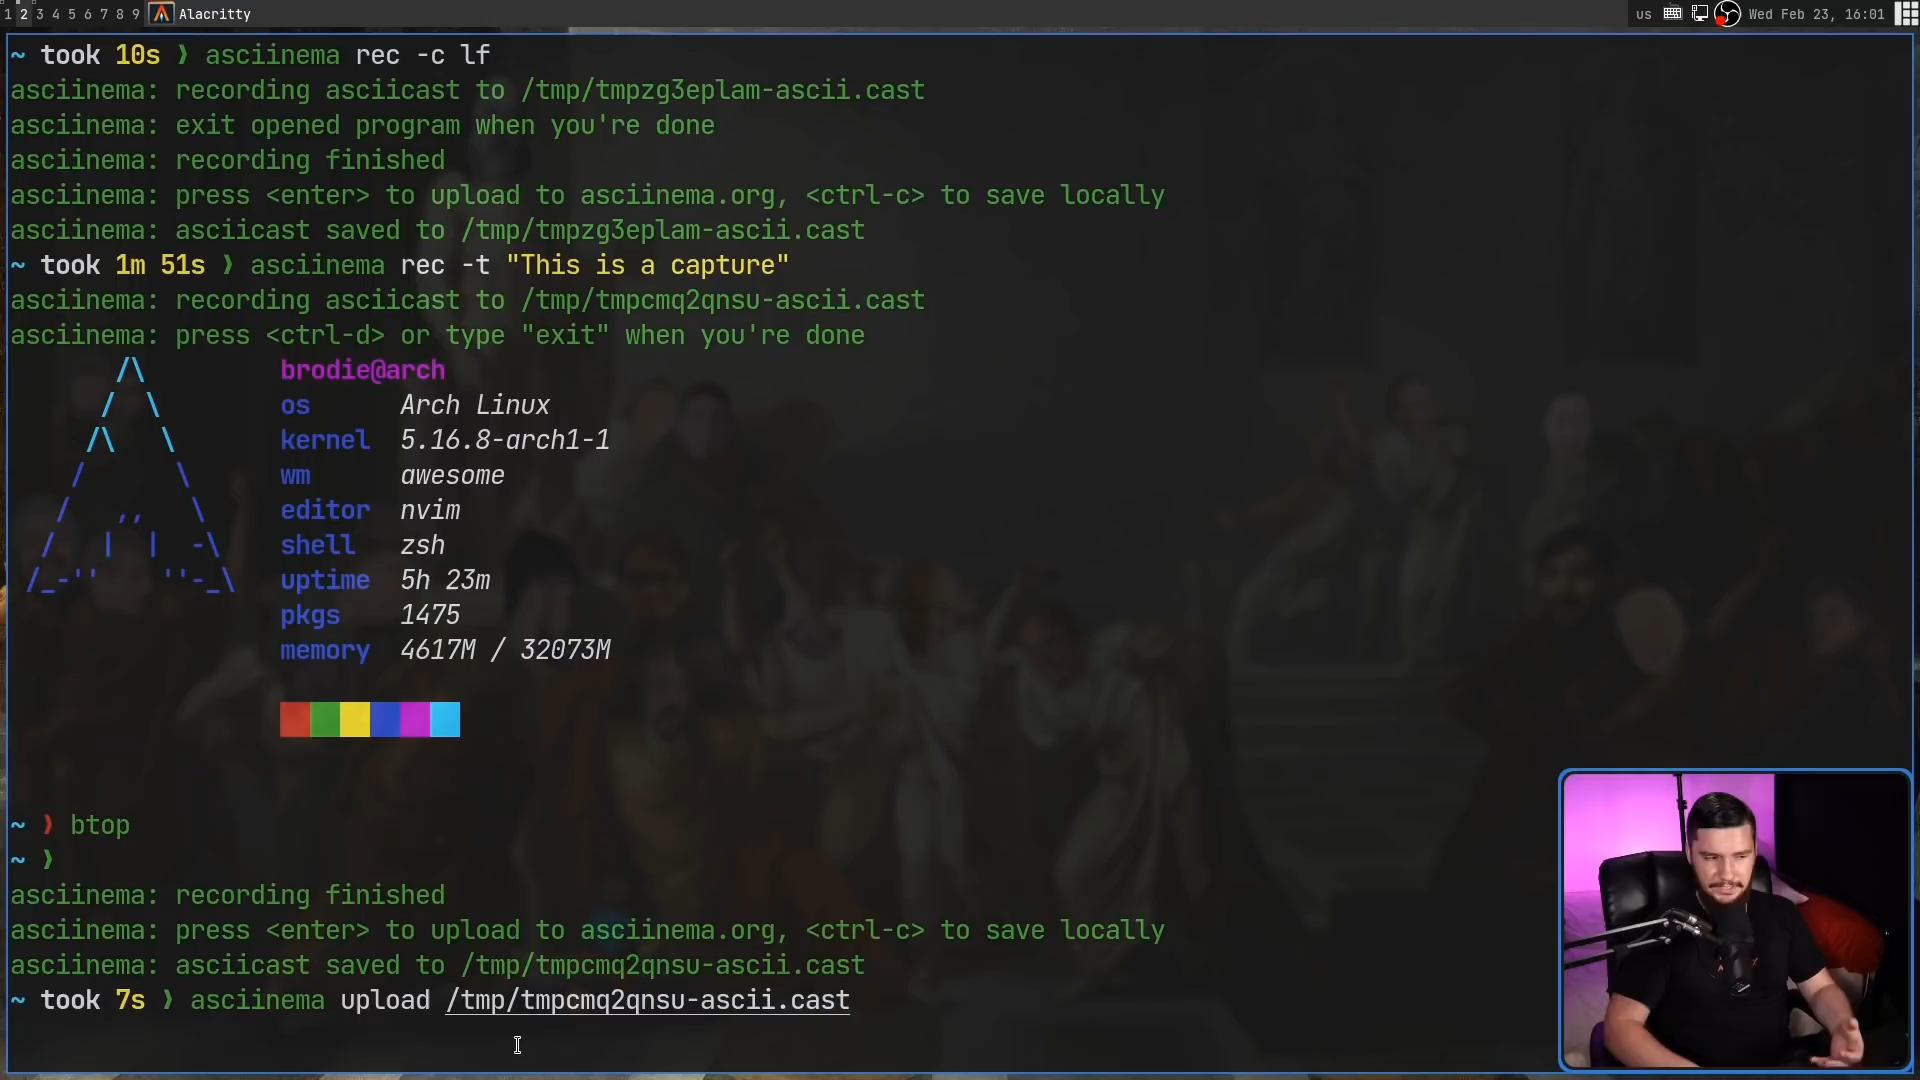 1 2 3 4 5 6 7 8 9 Alacritty us Wed Feb 23, 16:01
~ took 10s ❯ asciinema rec -c lf
asciinema: recording asciicast to /tmp/tmpzg3eplam-ascii.cast
asciinema: exit opened program when you're done
asciinema: recording finished
asciinema: press <enter> to upload to asciinema.org, <ctrl-c> to save locally
asciinema: asciicast saved to /tmp/tmpzg3eplam-ascii.cast
~ took 1m 51s ❯ asciinema rec -t "This is a capture"
asciinema: recording asciicast to /tmp/tmpcmq2qnsu-ascii.cast
asciinema: press <ctrl-d> or type "exit" when you're done
brodie@arch
os Arch Linux
kernel 5.16.8-arch1-1
wm awesome
editor nvim
shell zsh
uptime 5h 23m
pkgs 1475
memory 4617M / 32073M
~ ❯ btop
~ ❯
asciinema: recording finished
asciinema: press <enter> to upload to asciinema.org, <ctrl-c> to save locally
asciinema: asciicast saved to /tmp/tmpcmq2qnsu-ascii.cast
~ took 7s ❯ asciinema upload /tmp/tmpcmq2qnsu-ascii.cast